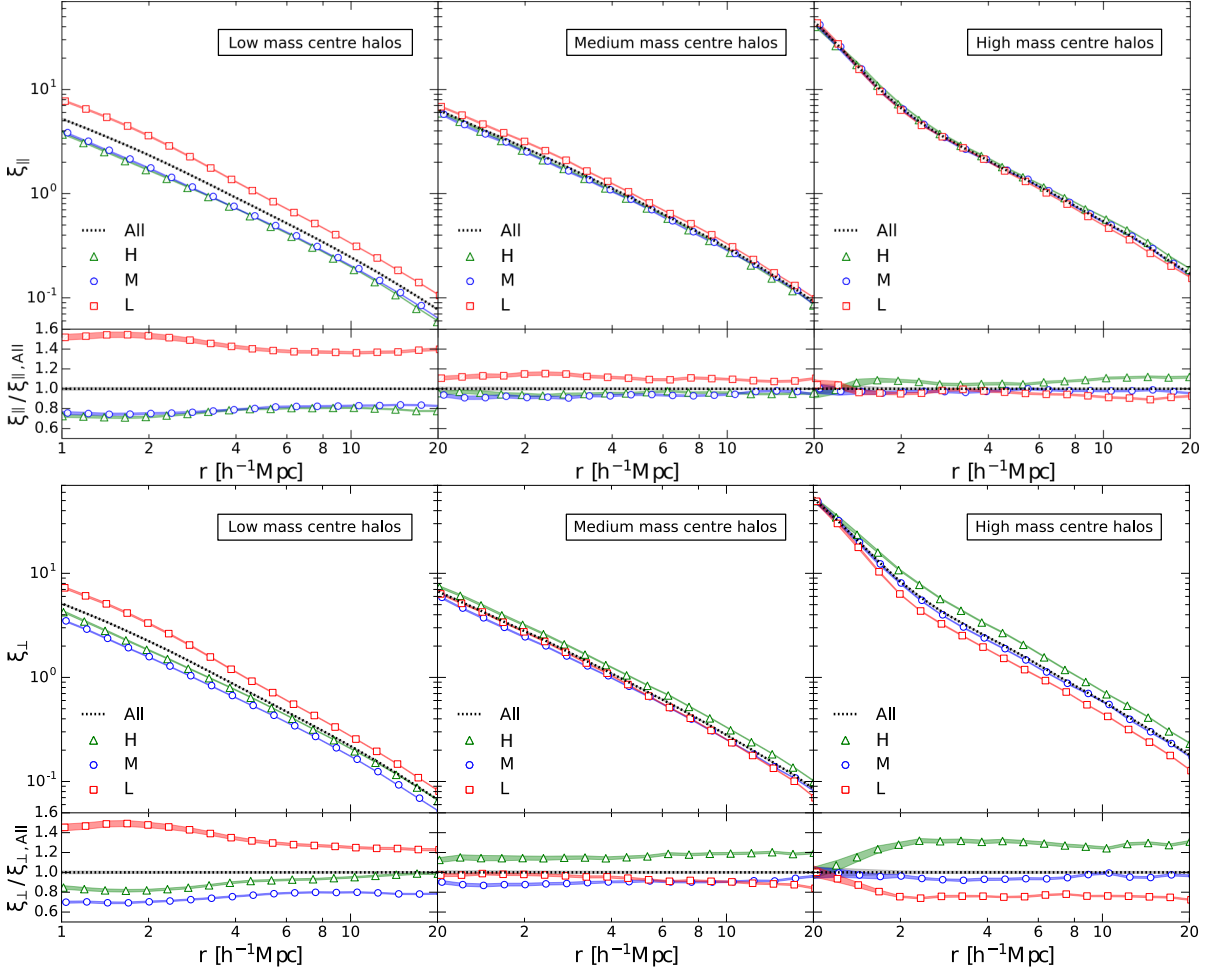 Low mass centre halos Medium mass centre halos High mass centre halos
10¹
10⁰
10⁻¹
ξ∥
All All All
H H H
M M M
L L L
1.6
1.4
1.2
1.0
0.8
0.6
ξ∥ / ξ∥, All
1 2 4 6 8 10 20 2 4 6 8 10 20 2 4 6 8 10 20
r [h⁻¹Mpc] r [h⁻¹Mpc] r [h⁻¹Mpc]
Low mass centre halos Medium mass centre halos High mass centre halos
10¹
10⁰
10⁻¹
ξ⊥
All All All
H H H
M M M
L L L
1.6
1.4
1.2
1.0
0.8
0.6
ξ⊥ / ξ⊥, All
1 2 4 6 8 10 20 2 4 6 8 10 20 2 4 6 8 10 20
r [h⁻¹Mpc] r [h⁻¹Mpc] r [h⁻¹Mpc]